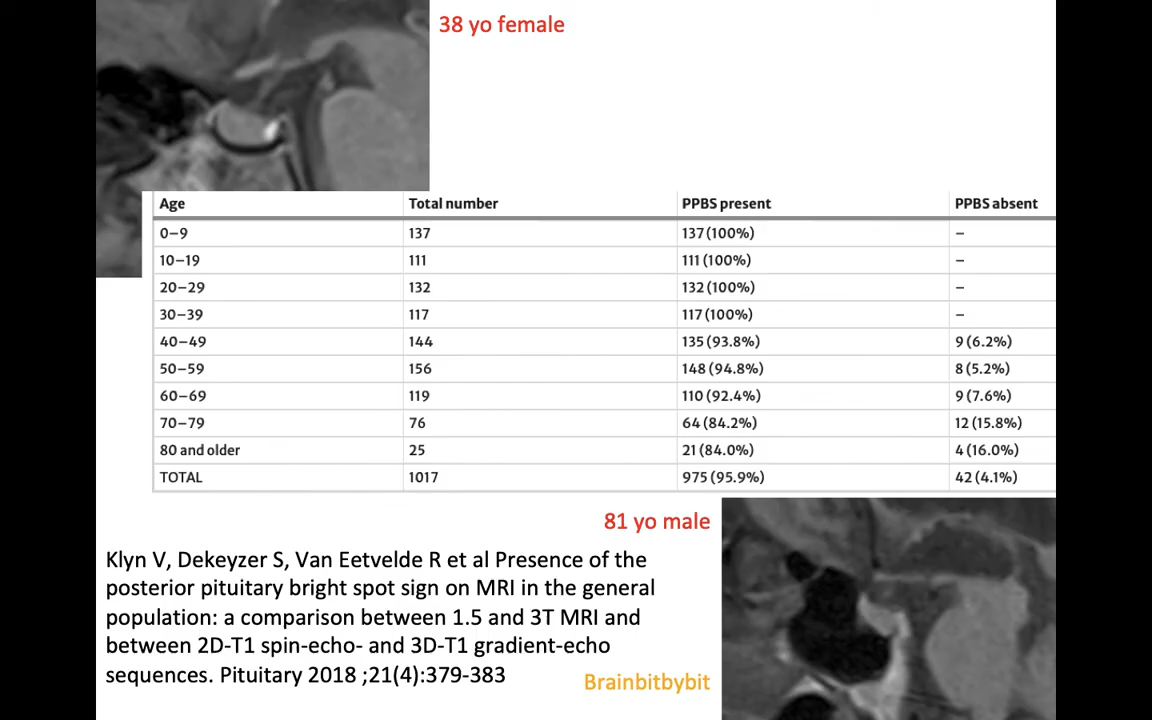 38 yo female
Age Total number PPBS present PPBS absent
0–9 137 137 (100%) –
10–19 111 111 (100%) –
20–29 132 132 (100%) –
30–39 117 117 (100%) –
40–49 144 135 (93.8%) 9 (6.2%)
50–59 156 148 (94.8%) 8 (5.2%)
60–69 119 110 (92.4%) 9 (7.6%)
70–79 76 64 (84.2%) 12 (15.8%)
80 and older 25 21 (84.0%) 4 (16.0%)
TOTAL 1017 975 (95.9%) 42 (4.1%)
81 yo male
Klyn V, Dekeyzer S, Van Eetvelde R et al Presence of the
posterior pituitary bright spot sign on MRI in the general
population: a comparison between 1.5 and 3T MRI and
between 2D-T1 spin-echo- and 3D-T1 gradient-echo
sequences. Pituitary 2018 ;21(4):379-383
Brainbitbybit